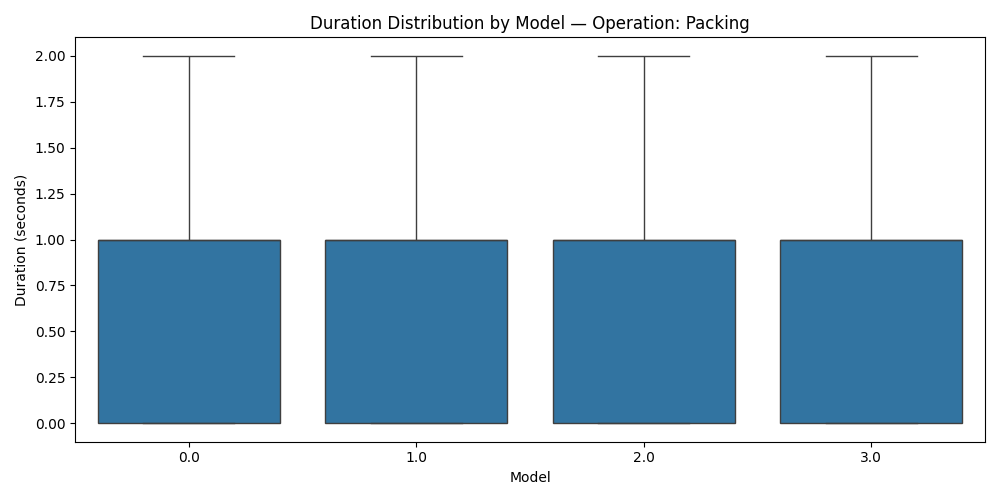 Duration Distribution by Model — Operation: Packing
2.00
1.75
1.50
1.25
1.00
0.75
0.50
0.25
0.00
Duration (seconds)
0.0 1.0 2.0 3.0
Model